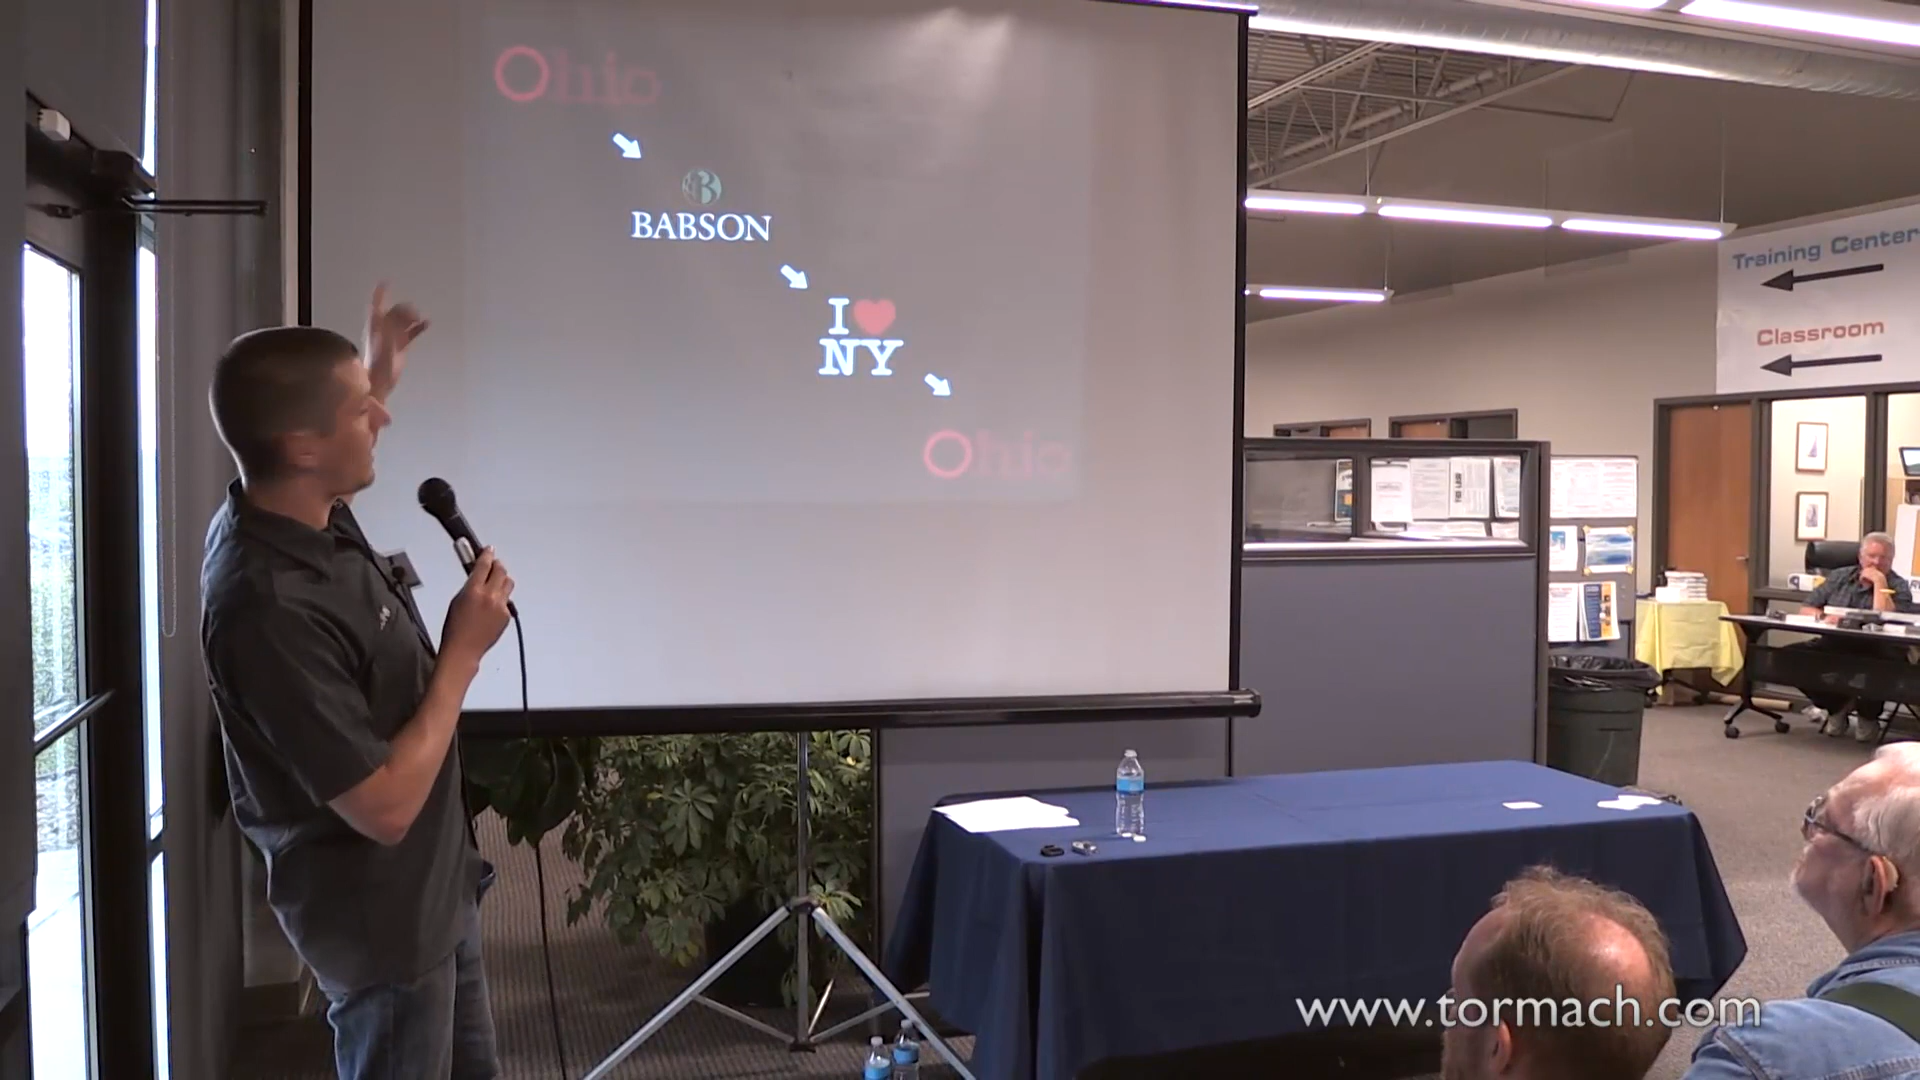 Ohio
B
BABSON
I ♥
NY
Ohio
Training Center
Classroom
www.tormach.com